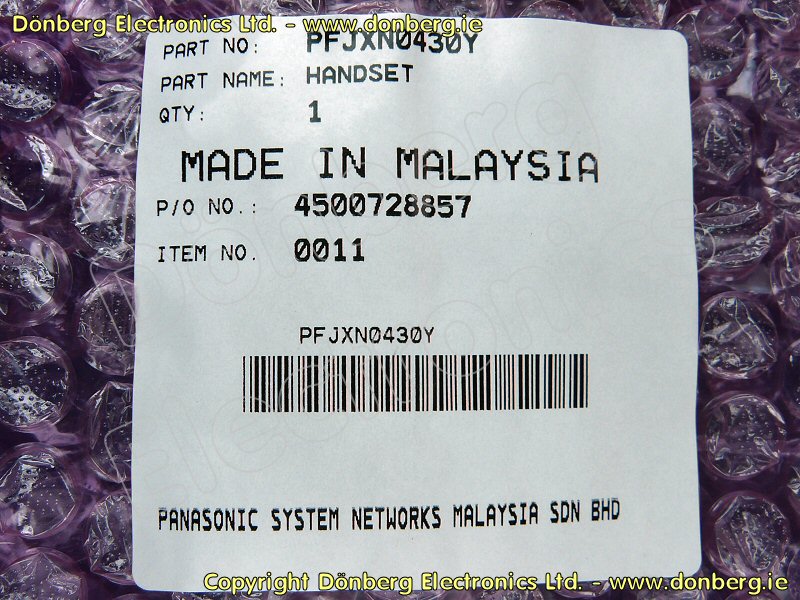 Dönberg Electronics Ltd. - www.donberg.ie
PART NO: PFJXN0430Y
PART NAME: HANDSET
QTY: 1
MADE IN MALAYSIA
P/O NO.: 4500728857
ITEM NO. 0011
PFJXN0430Y
PANASONIC SYSTEM NETWORKS MALAYSIA SDN BHD
Copyright Dönberg Electronics Ltd. - www.donberg.ie